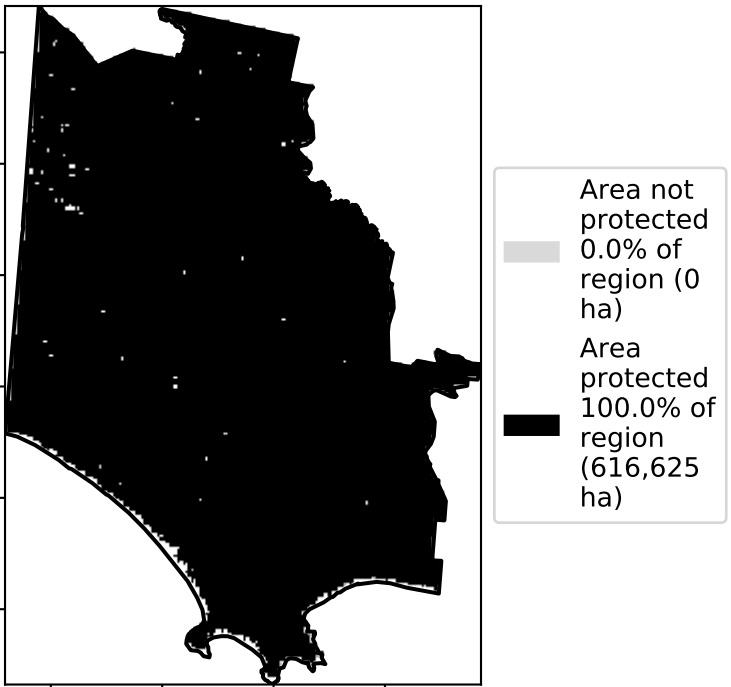 Area not
protected
0.0% of
region (0
ha)
Area
protected
100.0% of
region
(616,625
ha)